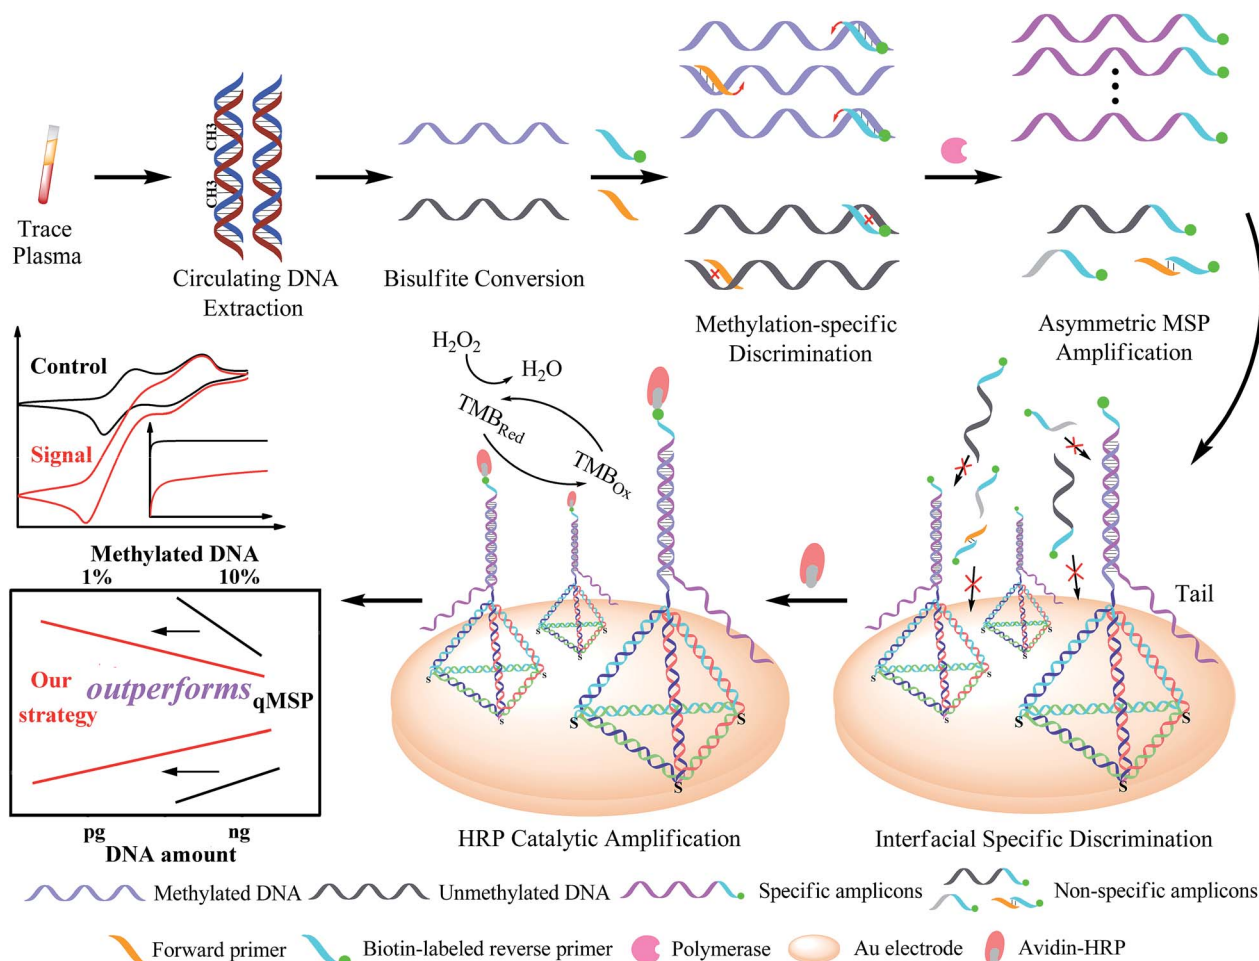 Trace
Plasma
CH3
CH3
Circulating DNA
Extraction
Bisulfite Conversion
Methylation-specific
Discrimination
Asymmetric MSP
Amplification
Control
Signal
H2O2
H2O
TMBRed
TMBOx
Tail
S
S
S
S
S
S
S
S
S
S
S
S
Methylated DNA
1% 10%
Our
strategy
outperforms
qMSP
pg ng
DNA amount
HRP Catalytic Amplification
Interfacial Specific Discrimination
Methylated DNA
Unmethylated DNA
Specific amplicons
Non-specific amplicons
Forward primer
Biotin-labeled reverse primer
Polymerase
Au electrode
Avidin-HRP